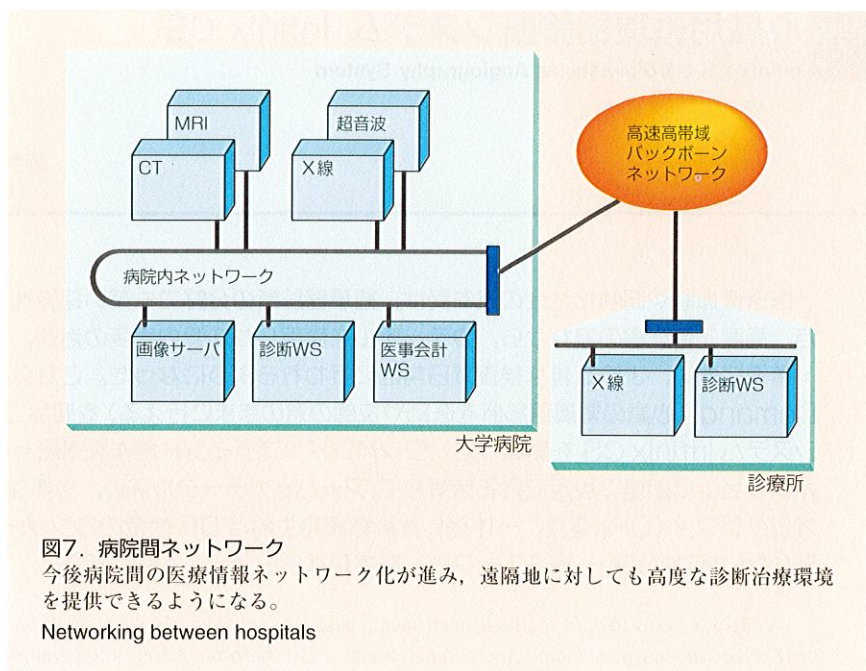 MRI
超音波
CT
X線
高速高帯域
バックボーン
ネットワーク
病院内ネットワーク
画像サーバ
診断WS
医事会計
WS
X線
診断WS
大学病院
診療所
図7．病院間ネットワーク
今後病院間の医療情報ネットワーク化が進み，遠隔地に対しても高度な診断治療環境
を提供できるようになる。
Networking between hospitals